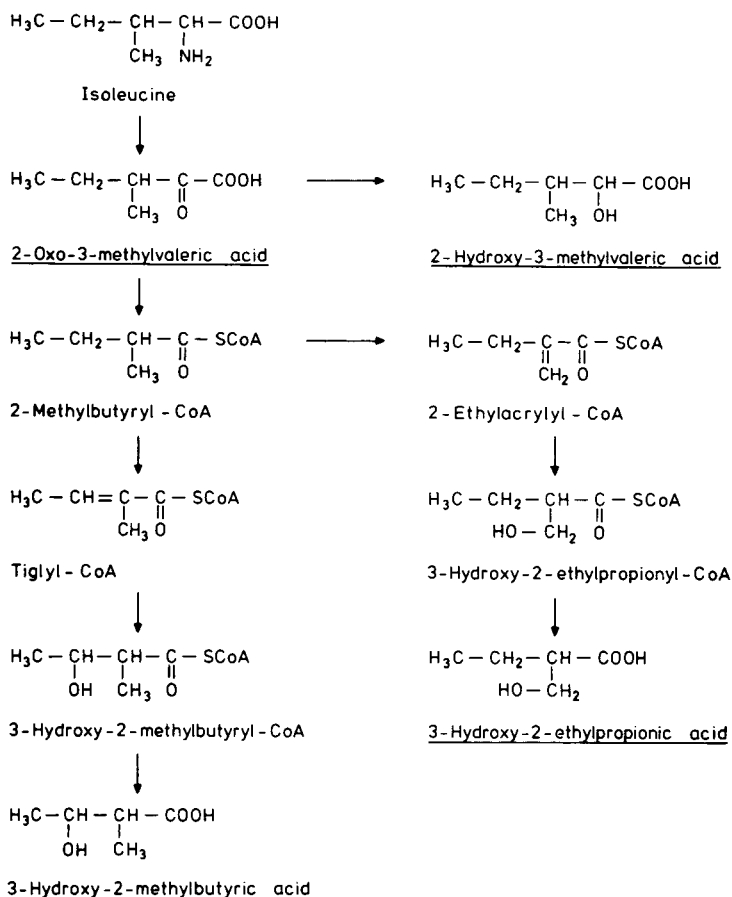 H₃C–CH₂–CH–CH–COOH
CH₃ NH₂
Isoleucine
H₃C–CH₂–CH–C–COOH
CH₃ O
2-Oxo-3-methylvaleric acid
H₃C–CH₂–CH–CH–COOH
CH₃ OH
2-Hydroxy-3-methylvaleric acid
H₃C–CH₂–CH–C–SCoA
CH₃ O
2-Methylbutyryl-CoA
H₃C–CH₂–C–C–SCoA
CH₂ O
2-Ethylacrylyl-CoA
H₃C–CH=C–C–SCoA
CH₃ O
Tiglyl-CoA
H₃C–CH₂–CH–C–SCoA
HO–CH₂ O
3-Hydroxy-2-ethylpropionyl-CoA
H₃C–CH–CH–C–SCoA
OH CH₃ O
3-Hydroxy-2-methylbutyryl-CoA
H₃C–CH₂–CH–COOH
HO–CH₂
3-Hydroxy-2-ethylpropionic acid
H₃C–CH–CH–COOH
OH CH₃
3-Hydroxy-2-methylbutyric acid